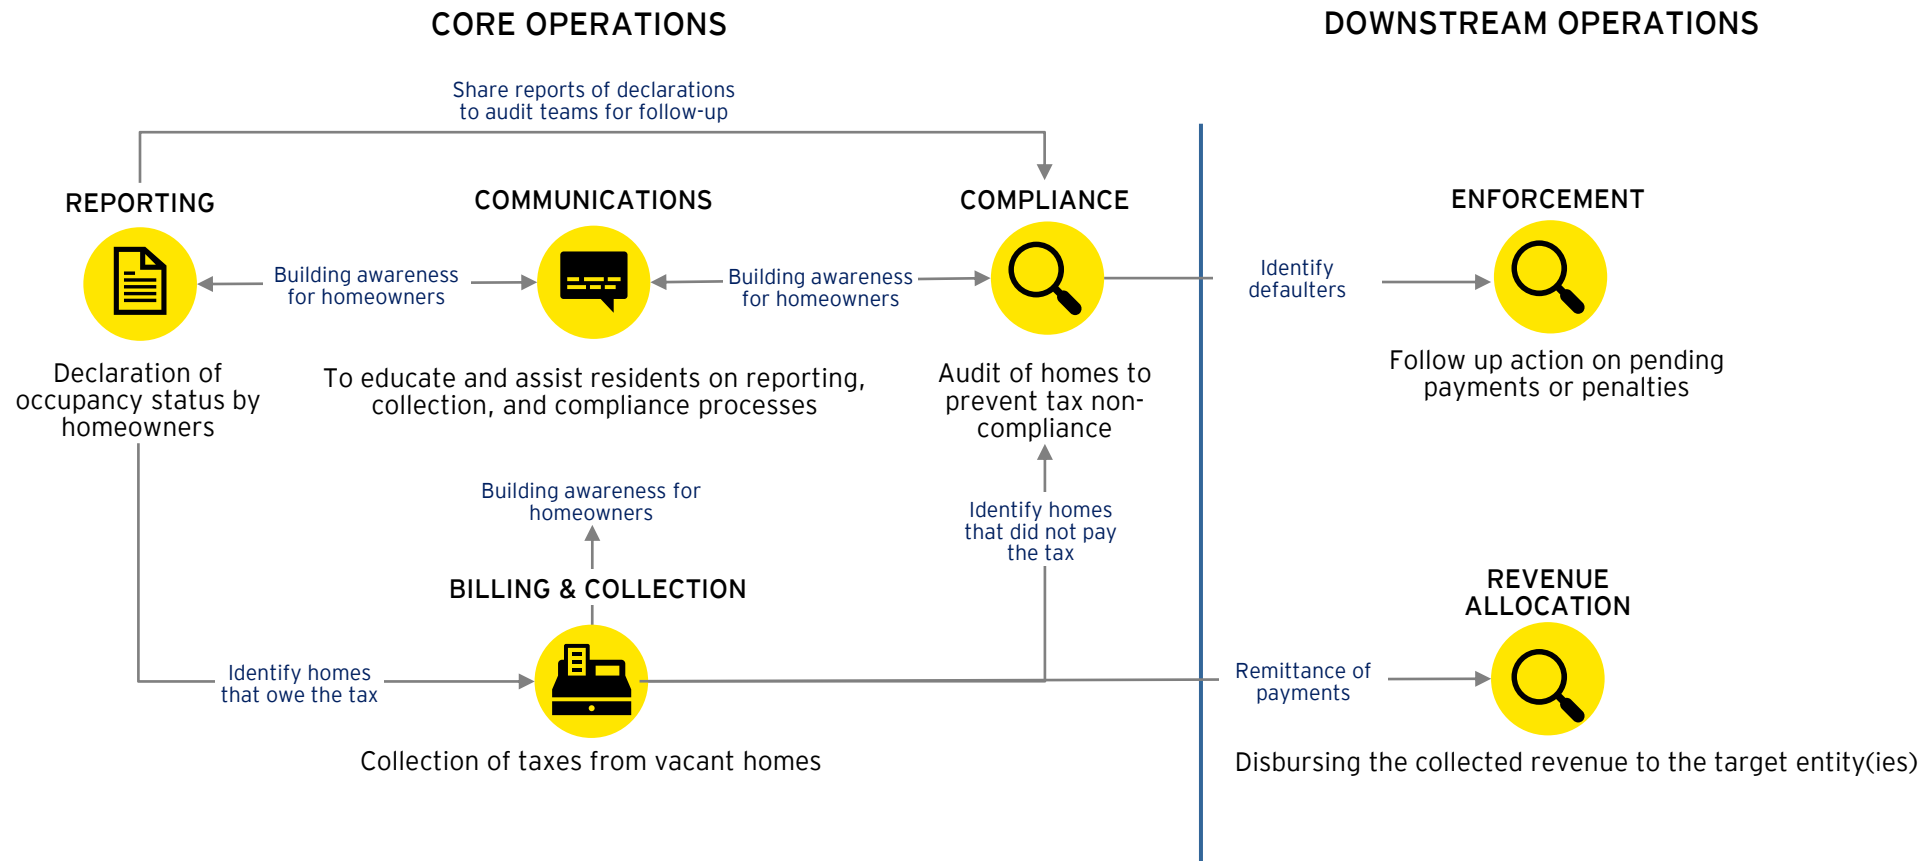 CORE OPERATIONS
DOWNSTREAM OPERATIONS
Share reports of declarations
to audit teams for follow-up
REPORTING
COMMUNICATIONS
COMPLIANCE
ENFORCEMENT
Building awareness
for homeowners
Building awareness
for homeowners
Identify
defaulters
Declaration of
occupancy status by
homeowners
To educate and assist residents on reporting,
collection, and compliance processes
Audit of homes to
prevent tax non-
compliance
Follow up action on pending
payments or penalties
Building awareness for
homeowners
Identify homes
that did not pay
the tax
BILLING & COLLECTION
REVENUE
ALLOCATION
Identify homes
that owe the tax
Remittance of
payments
Collection of taxes from vacant homes
Disbursing the collected revenue to the target entity(ies)